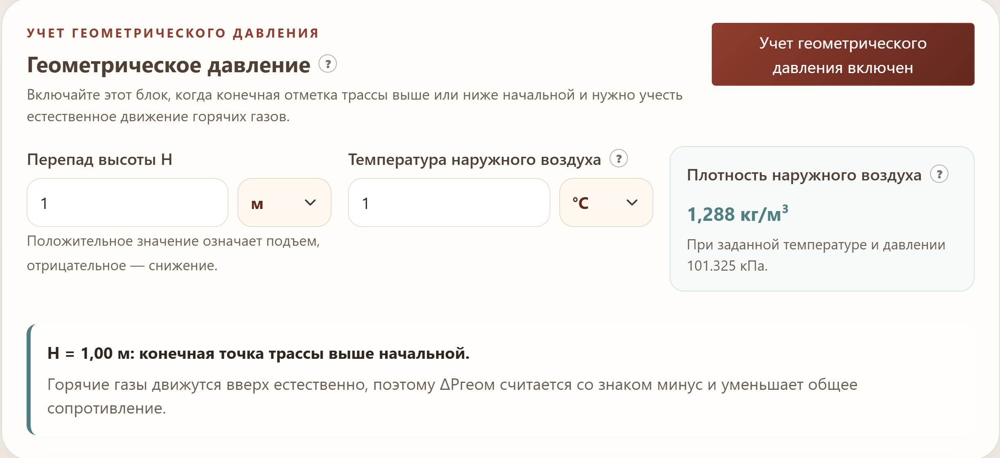 УЧЕТ ГЕОМЕТРИЧЕСКОГО ДАВЛЕНИЯ
Геометрическое давление ?
Включайте этот блок, когда конечная отметка трассы выше или ниже начальной и нужно учесть
естественное движение горячих газов.
Учет геометрического
давления включен
Перепад высоты H
1 м
Положительное значение означает подъем,
отрицательное — снижение.
Температура наружного воздуха ?
1 °C
Плотность наружного воздуха ?
1,288 кг/м³
При заданной температуре и давлении
101.325 кПа.
H = 1,00 м: конечная точка трассы выше начальной.
Горячие газы движутся вверх естественно, поэтому ΔPгеом считается со знаком минус и уменьшает общее
сопротивление.